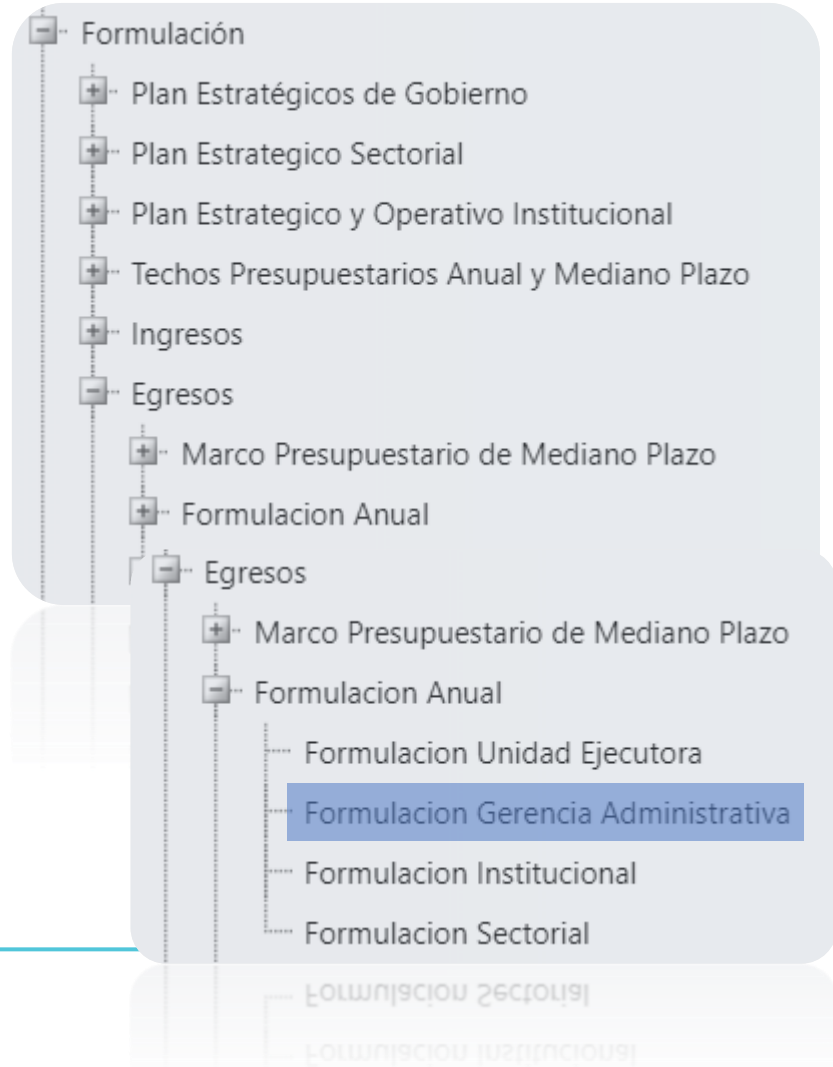 Formulación
Plan Estratégicos de Gobierno
Plan Estrategico Sectorial
Plan Estrategico y Operativo Institucional
Techos Presupuestarios Anual y Mediano Plazo
Ingresos
Egresos
Marco Presupuestario de Mediano Plazo
Formulacion Anual
Egresos
Marco Presupuestario de Mediano Plazo
Formulacion Anual
Formulacion Unidad Ejecutora
Formulacion Gerencia Administrativa
Formulacion Institucional
Formulacion Sectorial